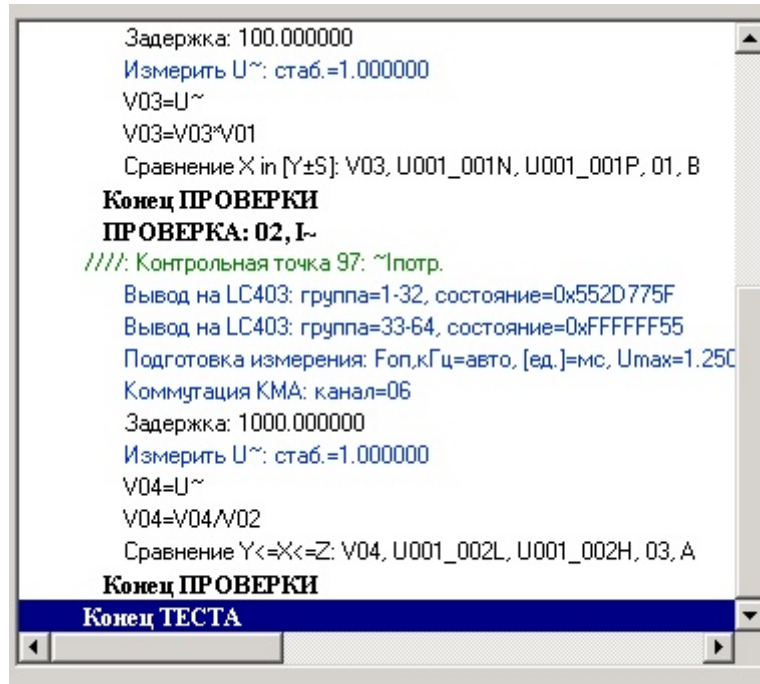 Задержка: 100.000000
Измерить U~: стаб.=1.000000
V03=U~
V03=V03*V01
Сравнение X in [Y±S]: V03, U001_001N, U001_001P, 01, B
Конец ПРОВЕРКИ
ПРОВЕРКА: 02, I~
////: Контрольная точка 97: ~Iпотр.
Вывод на LC403: группа=1-32, состояние=0x552D775F
Вывод на LC403: группа=33-64, состояние=0xFFFFFF55
Подготовка измерения: Fоп,кГц=авто, [ед.]=мс, Umax=1.250
Коммутация КМА: канал=06
Задержка: 1000.000000
Измерить U~: стаб.=1.000000
V04=U~
V04=V04/V02
Сравнение Y<=X<=Z: V04, U001_002L, U001_002H, 03, A
Конец ПРОВЕРКИ
Конец ТЕСТА